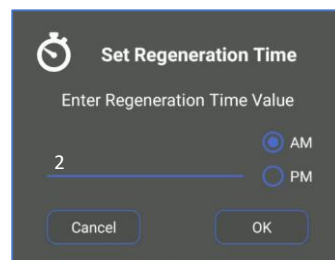 Set Regeneration Time
Enter Regeneration Time Value
AM
2
PM
Cancel OK